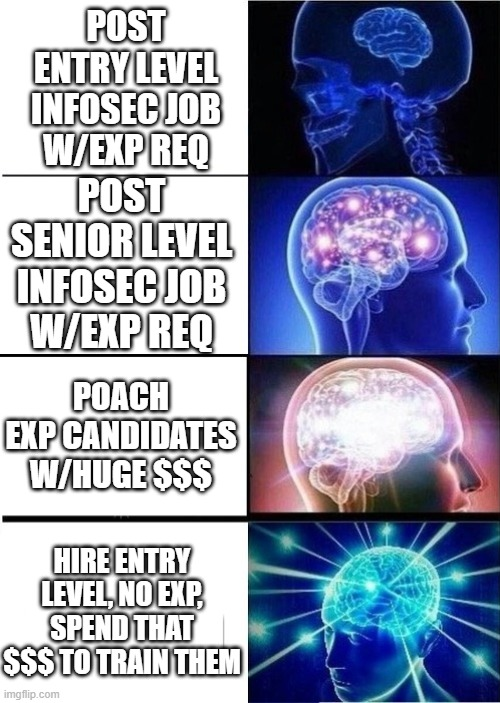 POST
ENTRY LEVEL
INFOSEC JOB
W/EXP REQ
POST
SENIOR LEVEL
INFOSEC JOB
W/EXP REQ
POACH
EXP CANDIDATES
W/HUGE $$$
HIRE ENTRY
LEVEL, NO EXP,
SPEND THAT
$$$ TO TRAIN THEM
imgflip.com